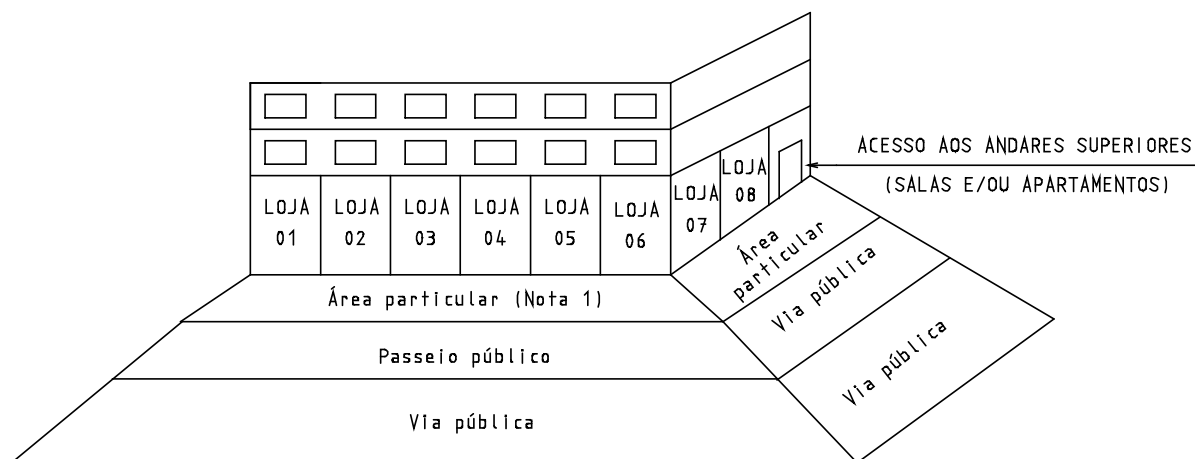 ACESSO AOS ANDARES SUPERIORES
(SALAS E/OU APARTAMENTOS)
LOJA
01
LOJA
02
LOJA
03
LOJA
04
LOJA
05
LOJA
06
LOJA
07
LOJA
08
Área particular (Nota 1)
Passeio público
Via pública
Área
particular
Via pública
Via pública